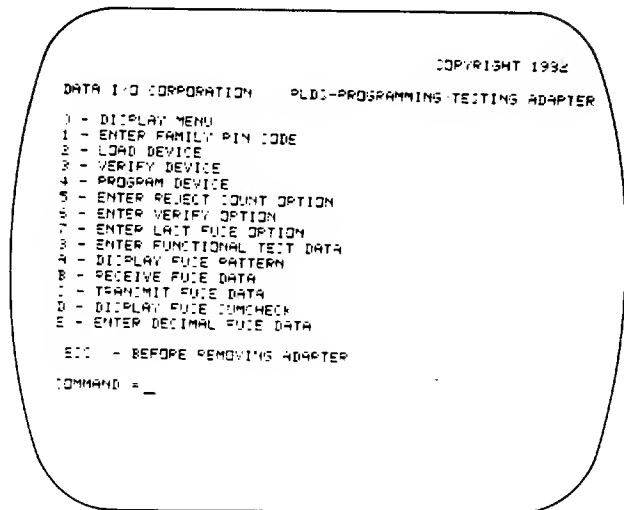 COPYRIGHT 1982
DATA I/O CORPORATION PLDS-PROGRAMMING/TESTING ADAPTER
0 - DISPLAY MENU
1 - ENTER FAMILY PIN CODE
2 - LOAD DEVICE
3 - VERIFY DEVICE
4 - PROGRAM DEVICE
5 - ENTER REJECT COUNT OPTION
6 - ENTER VERIFY OPTION
7 - ENTER LAST FUSE OPTION
8 - ENTER FUNCTIONAL TEST DATA
A - DISPLAY FUSE PATTERN
B - RECEIVE FUSE DATA
C - TRANSMIT FUSE DATA
D - DISPLAY FUSE SUMCHECK
E - ENTER DECIMAL FUSE DATA
ESC - BEFORE REMOVING ADAPTER
COMMAND = _